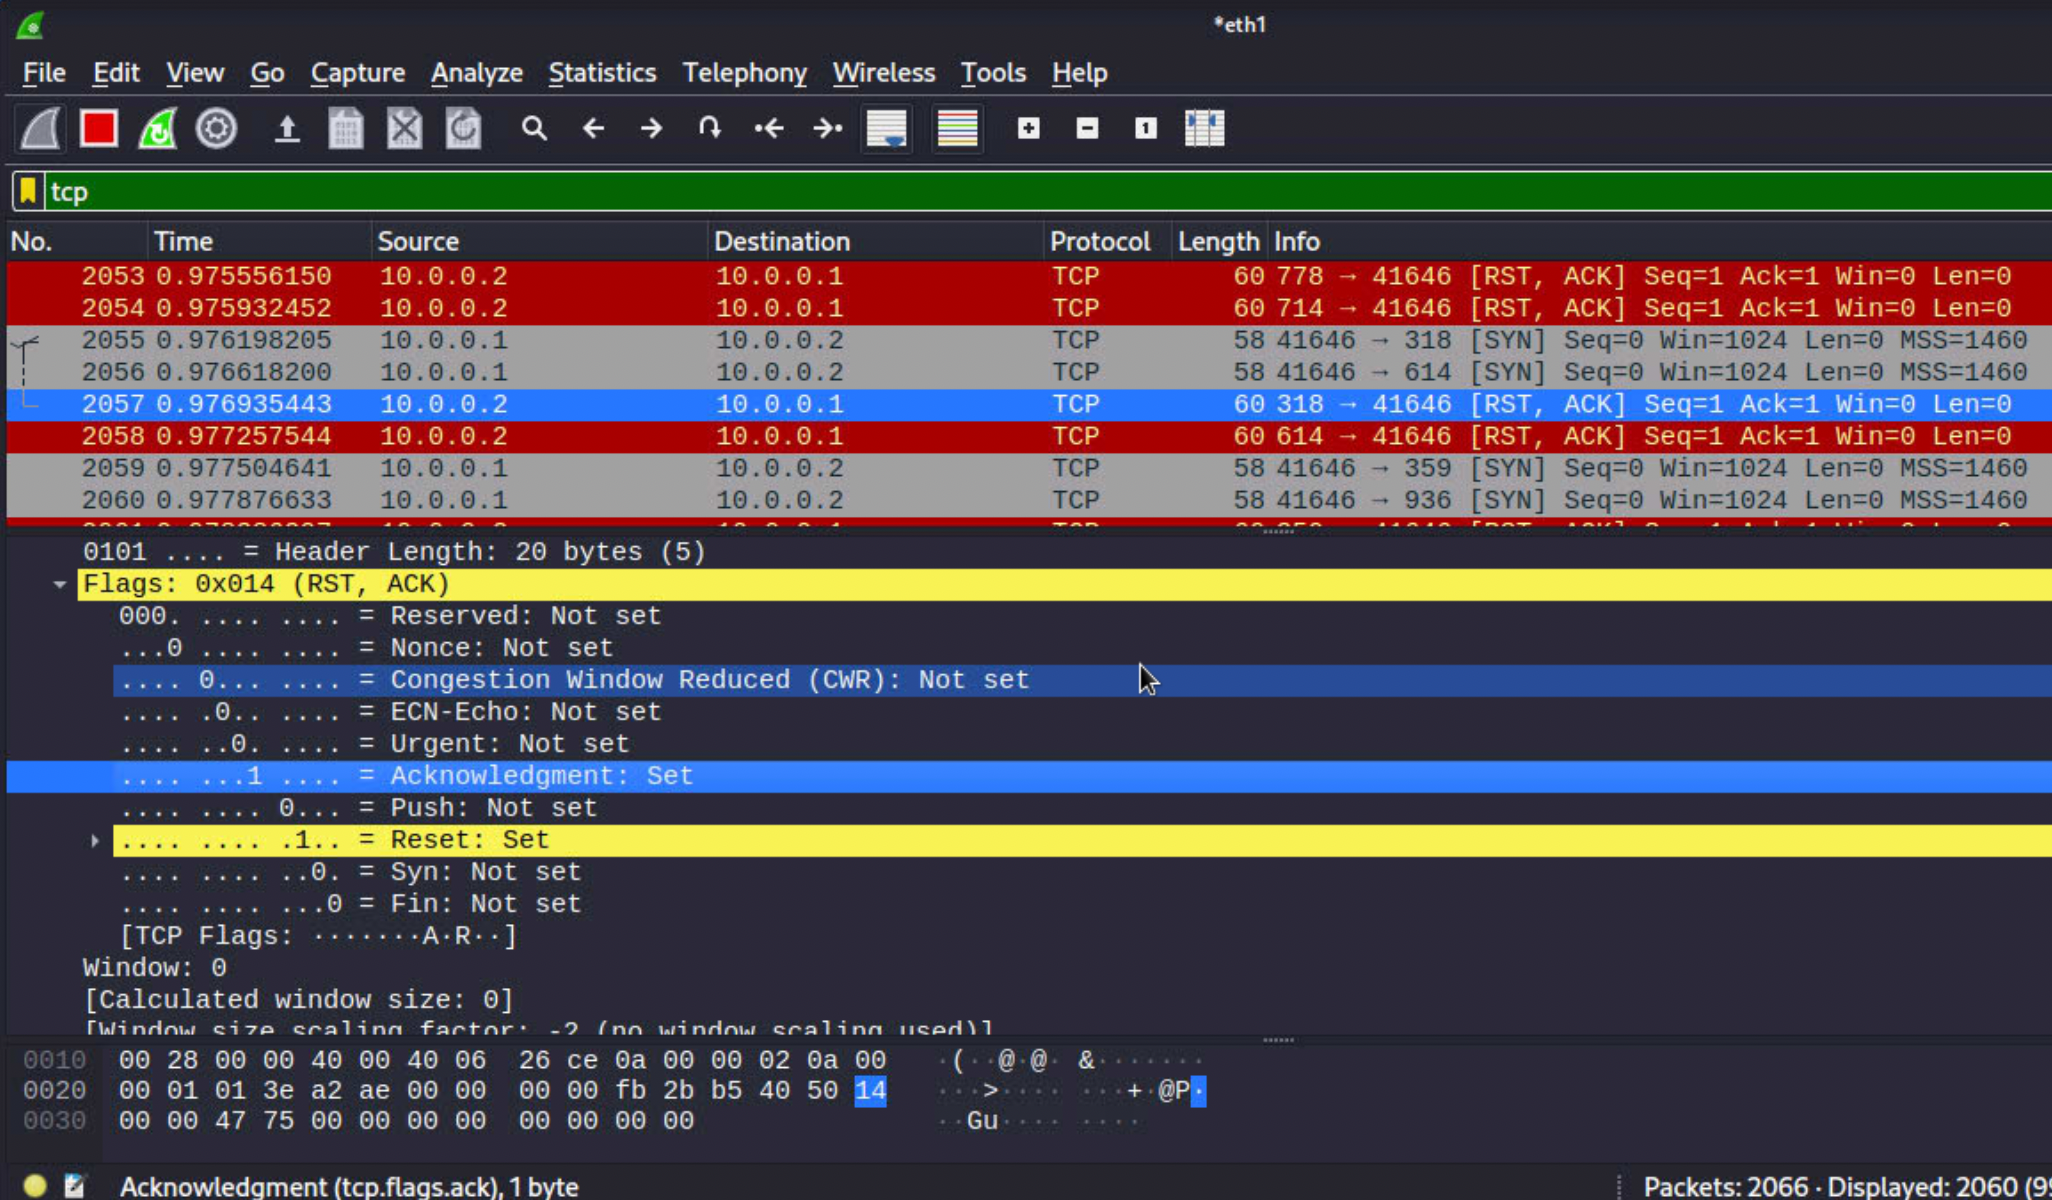 *eth1
File Edit View Go Capture Analyze Statistics Telephony Wireless Tools Help
tcp
No. Time Source Destination Protocol Length Info
2053 0.975556150 10.0.0.2 10.0.0.1 TCP 60 778 → 41646 [RST, ACK] Seq=1 Ack=1 Win=0 Len=0
2054 0.975932452 10.0.0.2 10.0.0.1 TCP 60 714 → 41646 [RST, ACK] Seq=1 Ack=1 Win=0 Len=0
2055 0.976198205 10.0.0.1 10.0.0.2 TCP 58 41646 → 318 [SYN] Seq=0 Win=1024 Len=0 MSS=1460
2056 0.976618200 10.0.0.1 10.0.0.2 TCP 58 41646 → 614 [SYN] Seq=0 Win=1024 Len=0 MSS=1460
2057 0.976935443 10.0.0.2 10.0.0.1 TCP 60 318 → 41646 [RST, ACK] Seq=1 Ack=1 Win=0 Len=0
2058 0.977257544 10.0.0.2 10.0.0.1 TCP 60 614 → 41646 [RST, ACK] Seq=1 Ack=1 Win=0 Len=0
2059 0.977504641 10.0.0.1 10.0.0.2 TCP 58 41646 → 359 [SYN] Seq=0 Win=1024 Len=0 MSS=1460
2060 0.977876633 10.0.0.1 10.0.0.2 TCP 58 41646 → 936 [SYN] Seq=0 Win=1024 Len=0 MSS=1460
0101 .... = Header Length: 20 bytes (5)
Flags: 0x014 (RST, ACK)
000. .... .... = Reserved: Not set
...0 .... .... = Nonce: Not set
.... 0... .... = Congestion Window Reduced (CWR): Not set
.... .0.. .... = ECN-Echo: Not set
.... ..0. .... = Urgent: Not set
.... ...1 .... = Acknowledgment: Set
.... .... 0... = Push: Not set
.... .... .1.. = Reset: Set
.... .... ..0. = Syn: Not set
.... .... ...0 = Fin: Not set
[TCP Flags: ·······A·R··]
Window: 0
[Calculated window size: 0]
[Window size scaling factor: -2 (no window scaling used)]
0010 00 28 00 00 40 00 40 06 26 ce 0a 00 00 02 0a 00 ·(··@·@· &·······
0020 00 01 01 3e a2 ae 00 00 00 00 fb 2b b5 40 50 14 ···>···· ···+·@P·
0030 00 00 47 75 00 00 00 00 00 00 00 00 ··Gu···· ····
Acknowledgment (tcp.flags.ack), 1 byte
Packets: 2066 · Displayed: 2060